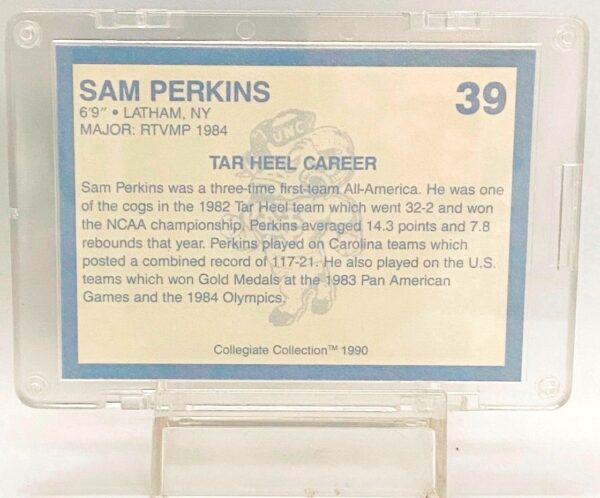 SAM PERKINS
39
6'9" • LATHAM, NY
MAJOR: RTVMP 1984
UNC
TAR HEEL CAREER
Sam Perkins was a three-time first-team All-America. He was one
of the cogs in the 1982 Tar Heel team which went 32-2 and won
the NCAA championship. Perkins averaged 14.3 points and 7.8
rebounds that year. Perkins played on Carolina teams which
posted a combined record of 117-21. He also played on the U.S.
teams which won Gold Medals at the 1983 Pan American
Games and the 1984 Olympics.
Collegiate Collection™ 1990